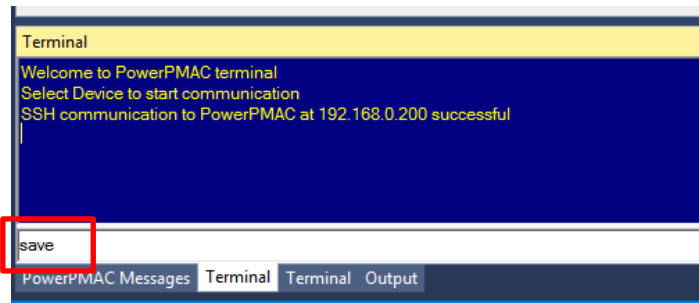 Terminal
Welcome to PowerPMAC terminal
Select Device to start communication
SSH communication to PowerPMAC at 192.168.0.200 successful
save
PowerPMAC Messages Terminal Terminal Output